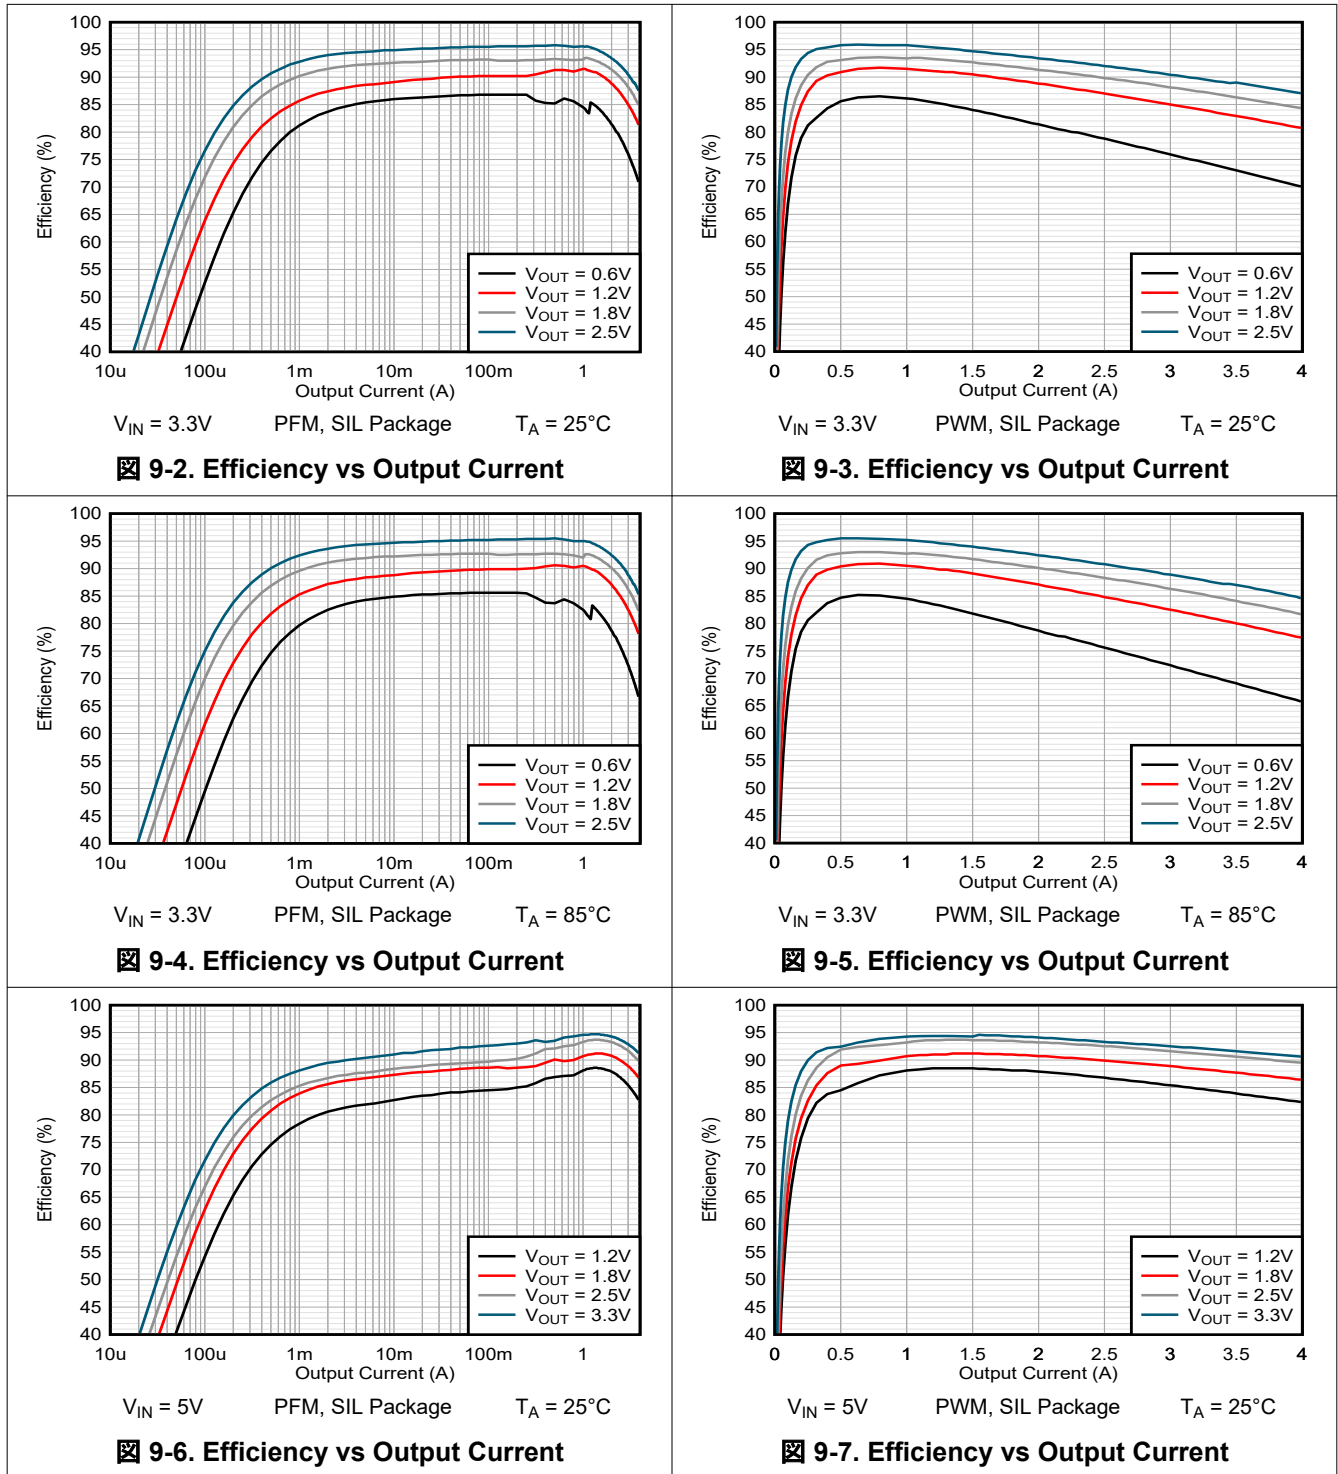 100
95
90
85
80
75
70
65
60
55
50
45
40
Efficiency (%)
VOUT = 0.6V
VOUT = 1.2V
VOUT = 1.8V
VOUT = 2.5V
10u 100u 1m 10m 100m 1
Output Current (A)
VIN = 3.3V PFM, SIL Package TA = 25°C
図 9-2. Efficiency vs Output Current
100
95
90
85
80
75
70
65
60
55
50
45
40
Efficiency (%)
VOUT = 0.6V
VOUT = 1.2V
VOUT = 1.8V
VOUT = 2.5V
0 0.5 1 1.5 2 2.5 3 3.5 4
Output Current (A)
VIN = 3.3V PWM, SIL Package TA = 25°C
図 9-3. Efficiency vs Output Current
100
95
90
85
80
75
70
65
60
55
50
45
40
Efficiency (%)
VOUT = 0.6V
VOUT = 1.2V
VOUT = 1.8V
VOUT = 2.5V
10u 100u 1m 10m 100m 1
Output Current (A)
VIN = 3.3V PFM, SIL Package TA = 85°C
図 9-4. Efficiency vs Output Current
100
95
90
85
80
75
70
65
60
55
50
45
40
Efficiency (%)
VOUT = 0.6V
VOUT = 1.2V
VOUT = 1.8V
VOUT = 2.5V
0 0.5 1 1.5 2 2.5 3 3.5 4
Output Current (A)
VIN = 3.3V PWM, SIL Package TA = 85°C
図 9-5. Efficiency vs Output Current
100
95
90
85
80
75
70
65
60
55
50
45
40
Efficiency (%)
VOUT = 1.2V
VOUT = 1.8V
VOUT = 2.5V
VOUT = 3.3V
10u 100u 1m 10m 100m 1
Output Current (A)
VIN = 5V PFM, SIL Package TA = 25°C
図 9-6. Efficiency vs Output Current
100
95
90
85
80
75
70
65
60
55
50
45
40
Efficiency (%)
VOUT = 1.2V
VOUT = 1.8V
VOUT = 2.5V
VOUT = 3.3V
0 0.5 1 1.5 2 2.5 3 3.5 4
Output Current (A)
VIN = 5V PWM, SIL Package TA = 25°C
図 9-7. Efficiency vs Output Current